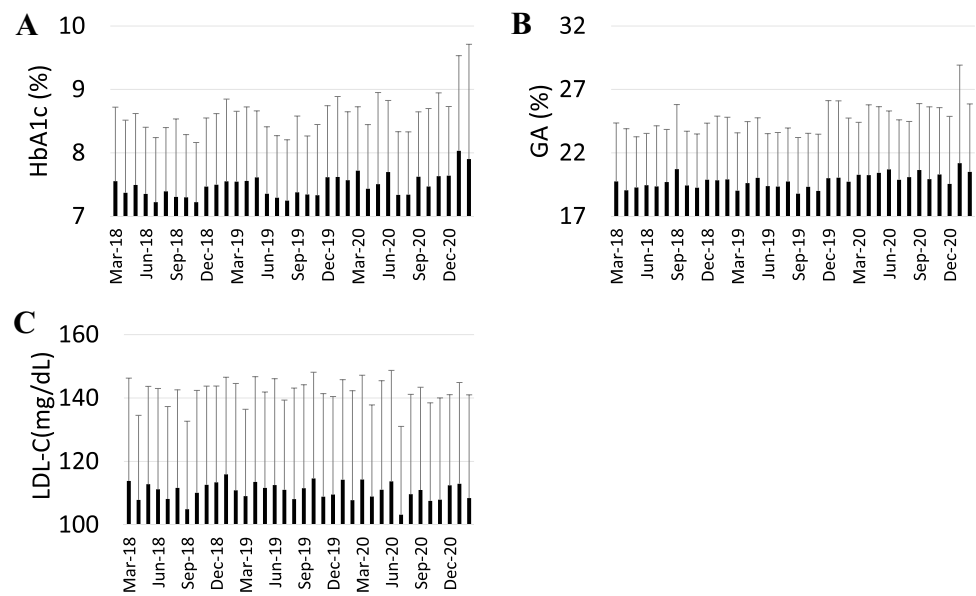 A
HbA1c (%)
10
9
8
7
Mar-18 Jun-18 Sep-18 Dec-18 Mar-19 Jun-19 Sep-19 Dec-19 Mar-20 Jun-20 Sep-20 Dec-20
B
GA (%)
32
27
22
17
Mar-18 Jun-18 Sep-18 Dec-18 Mar-19 Jun-19 Sep-19 Dec-19 Mar-20 Jun-20 Sep-20 Dec-20
C
LDL-C(mg/dL)
160
140
120
100
Mar-18 Jun-18 Sep-18 Dec-18 Mar-19 Jun-19 Sep-19 Dec-19 Mar-20 Jun-20 Sep-20 Dec-20